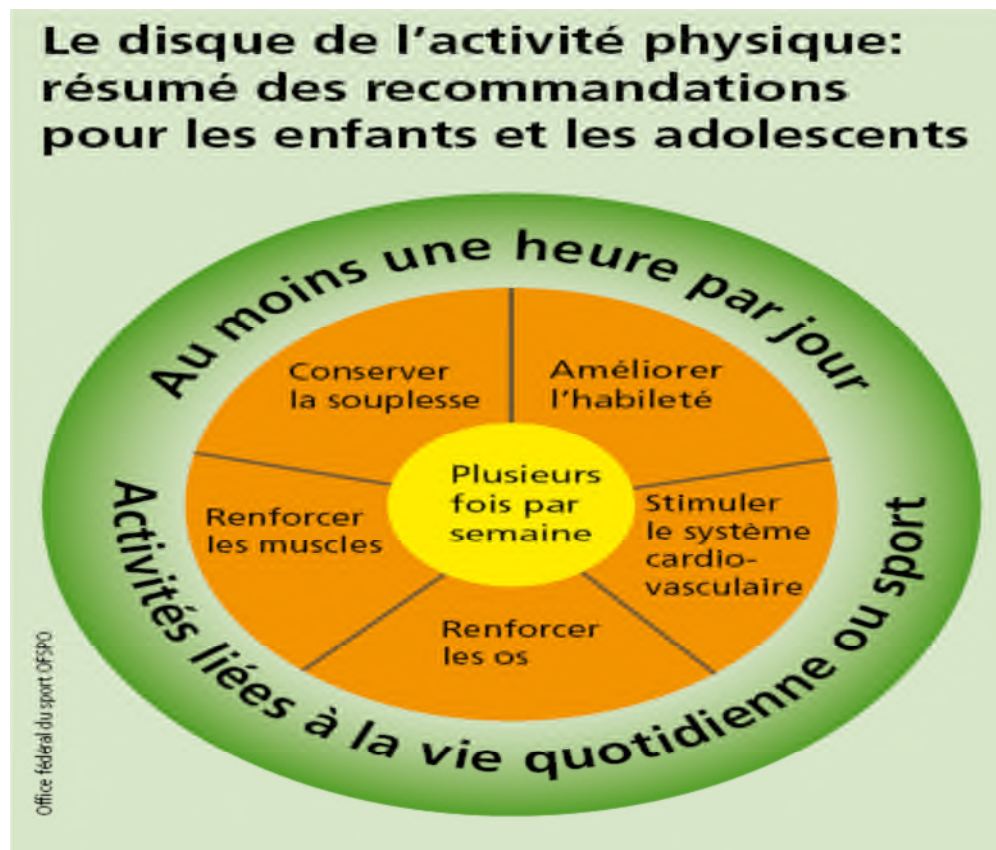 Le disque de l'activité physique:
résumé des recommandations
pour les enfants et les adolescents
Au moins une heure par jour
Conserver
la souplesse
Améliorer
l'habileté
Plusieurs
fois par
semaine
Renforcer
les muscles
Stimuler
le système
cardio-
vasculaire
Renforcer
les os
Activités liées à la vie quotidienne ou sport
Office fédéral du sport OFSPO